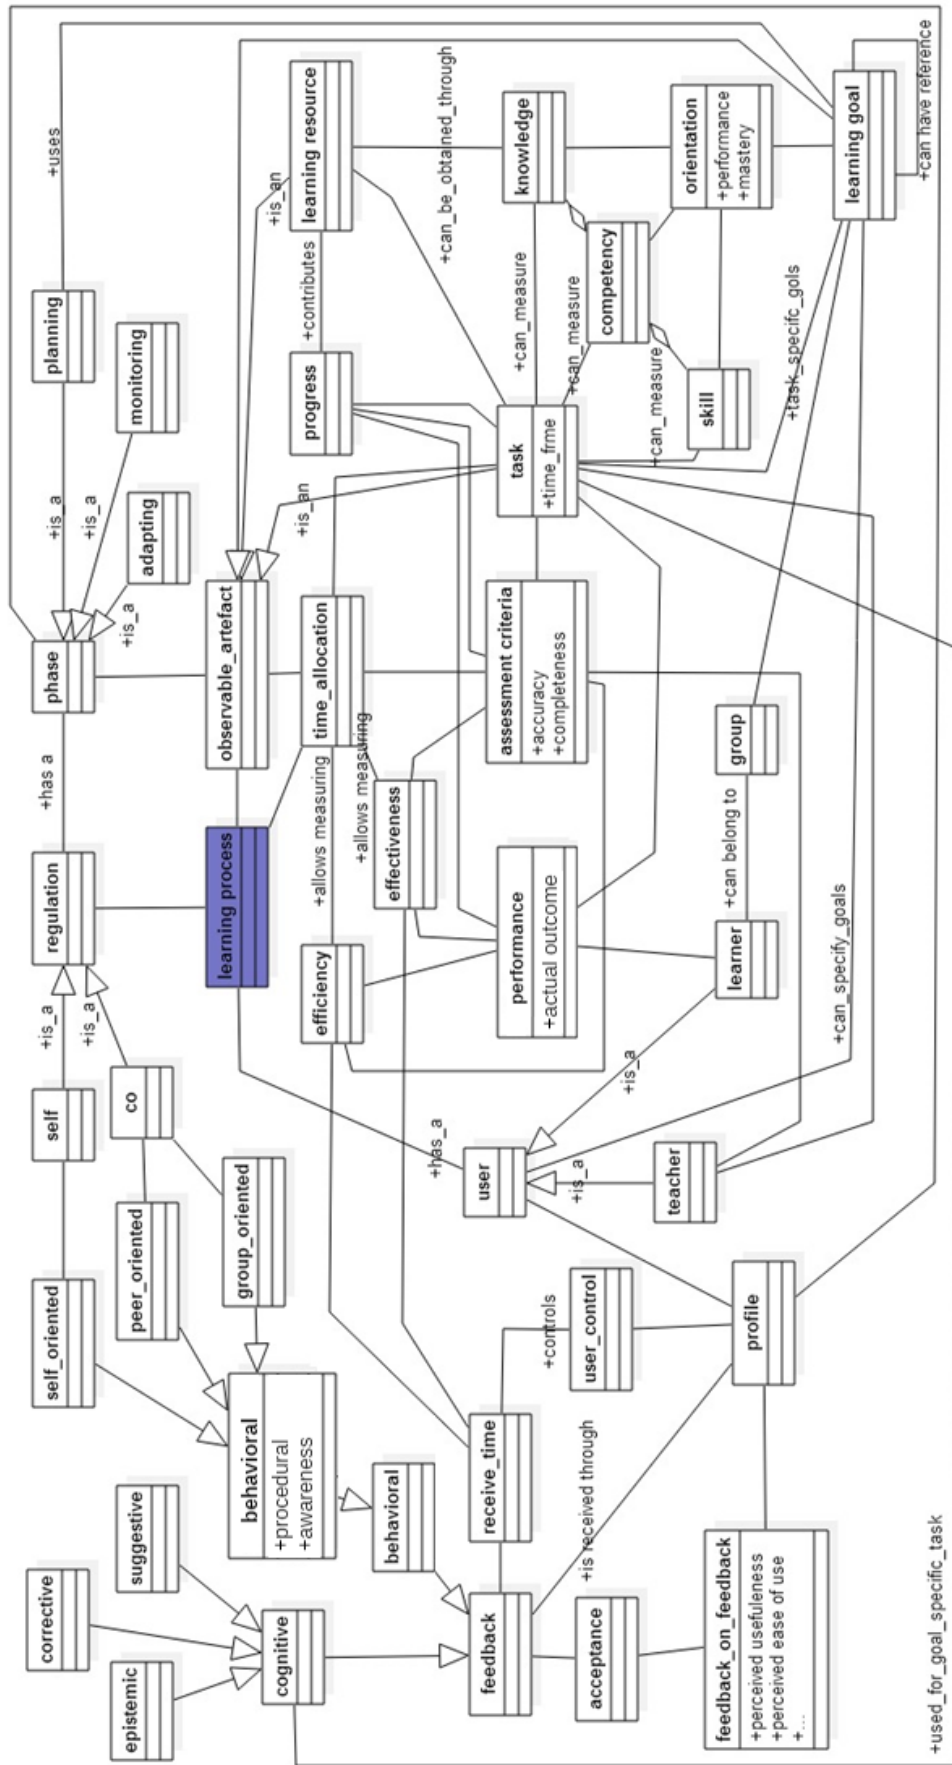 corrective
epistemic
suggestive
cognitive
self_oriented
peer_oriented
group_oriented
behavioral
+procedural
+awareness
behavioral
feedback
receive_time
acceptance
+is received through
feedback_on_feedback
+perceived usefulness
+perceived ease of use
+...
+controls
user_control
profile
+used_for_goal_specific_task
self
co
+is_a
+is_a
regulation
+has a
learning process
user
+has_a
+is_a
+is_a
teacher
learner
+can belong to
group
+can_specify_goals
efficiency
effectiveness
+allows measuring
+allows measuring
performance
+actual outcome
phase
+is_a
+is_a
+is_a
planning
monitoring
adapting
+uses
observable_artefact
time_allocation
assessment criteria
+accuracy
+completeness
+is_an
+is_an
progress
+contributes
learning resource
task
+time_frme
+can_be_obtained_through
+can_measure
+can_measure
+can_measure
knowledge
competency
skill
orientation
+performance
+mastery
+task_specifc_gols
learning goal
+can have reference